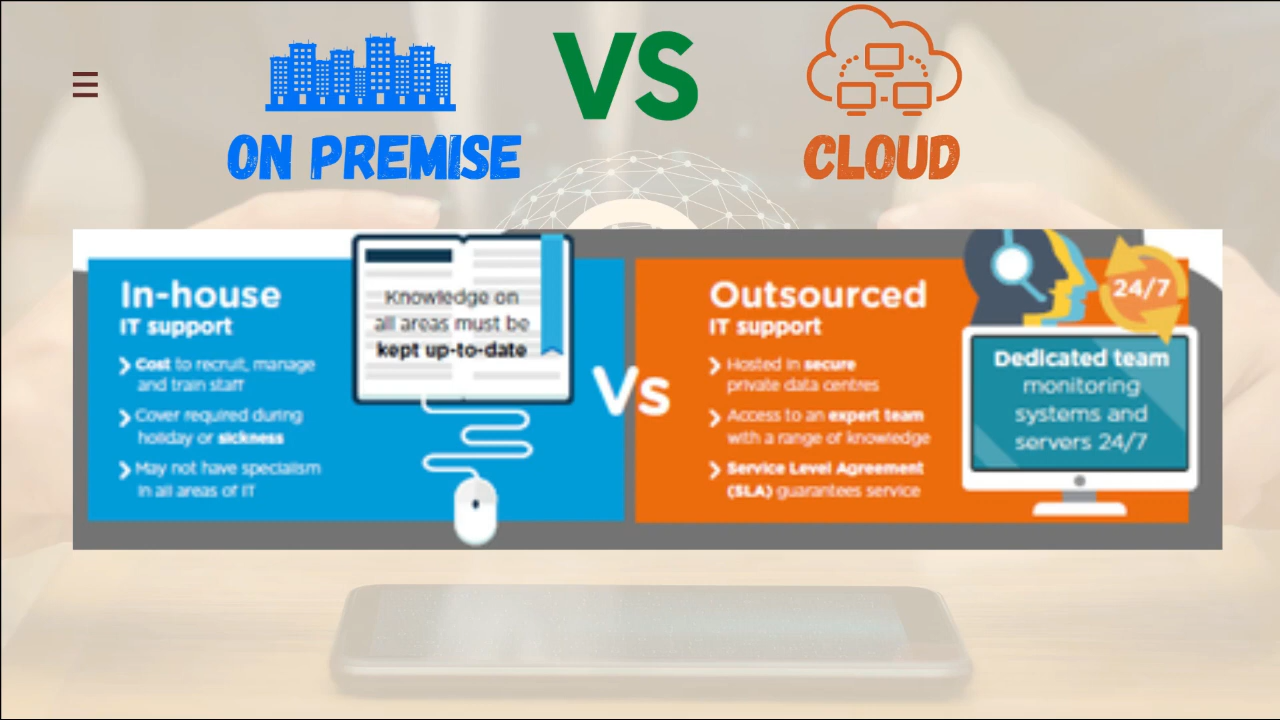 ON PREMISE
VS
CLOUD
In-house
IT support
Cost to recruit, manage
and train staff
Cover required during
holiday or sickness
May not have specialism
in all areas of IT
Knowledge on
all areas must be
kept up-to-date
Vs
Outsourced
IT support
Hosted in secure
private data centres
Access to an expert team
with a range of knowledge
Service Level Agreement
(SLA) guarantees service
24/7
Dedicated team
monitoring
systems and
servers 24/7